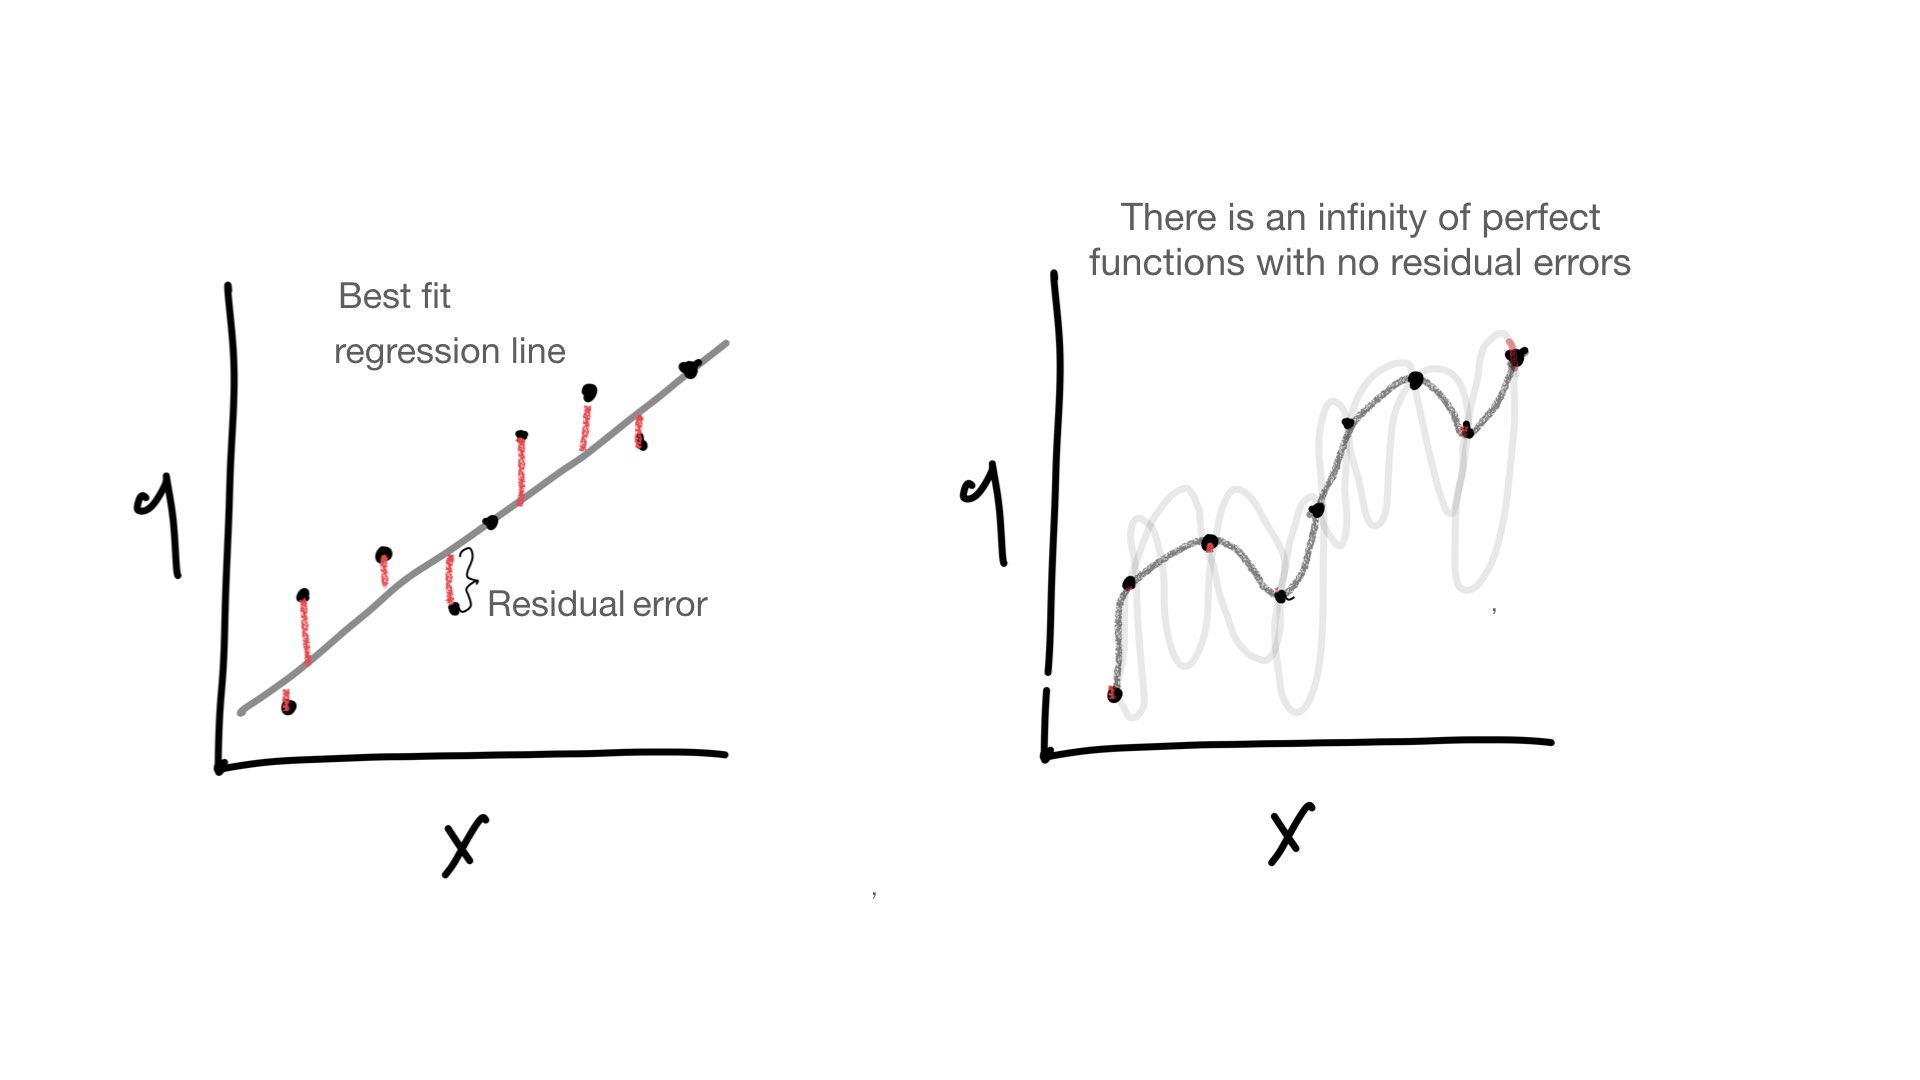 Best fit
regression line
y
Residual error
x
There is an infinity of perfect
functions with no residual errors
y
x